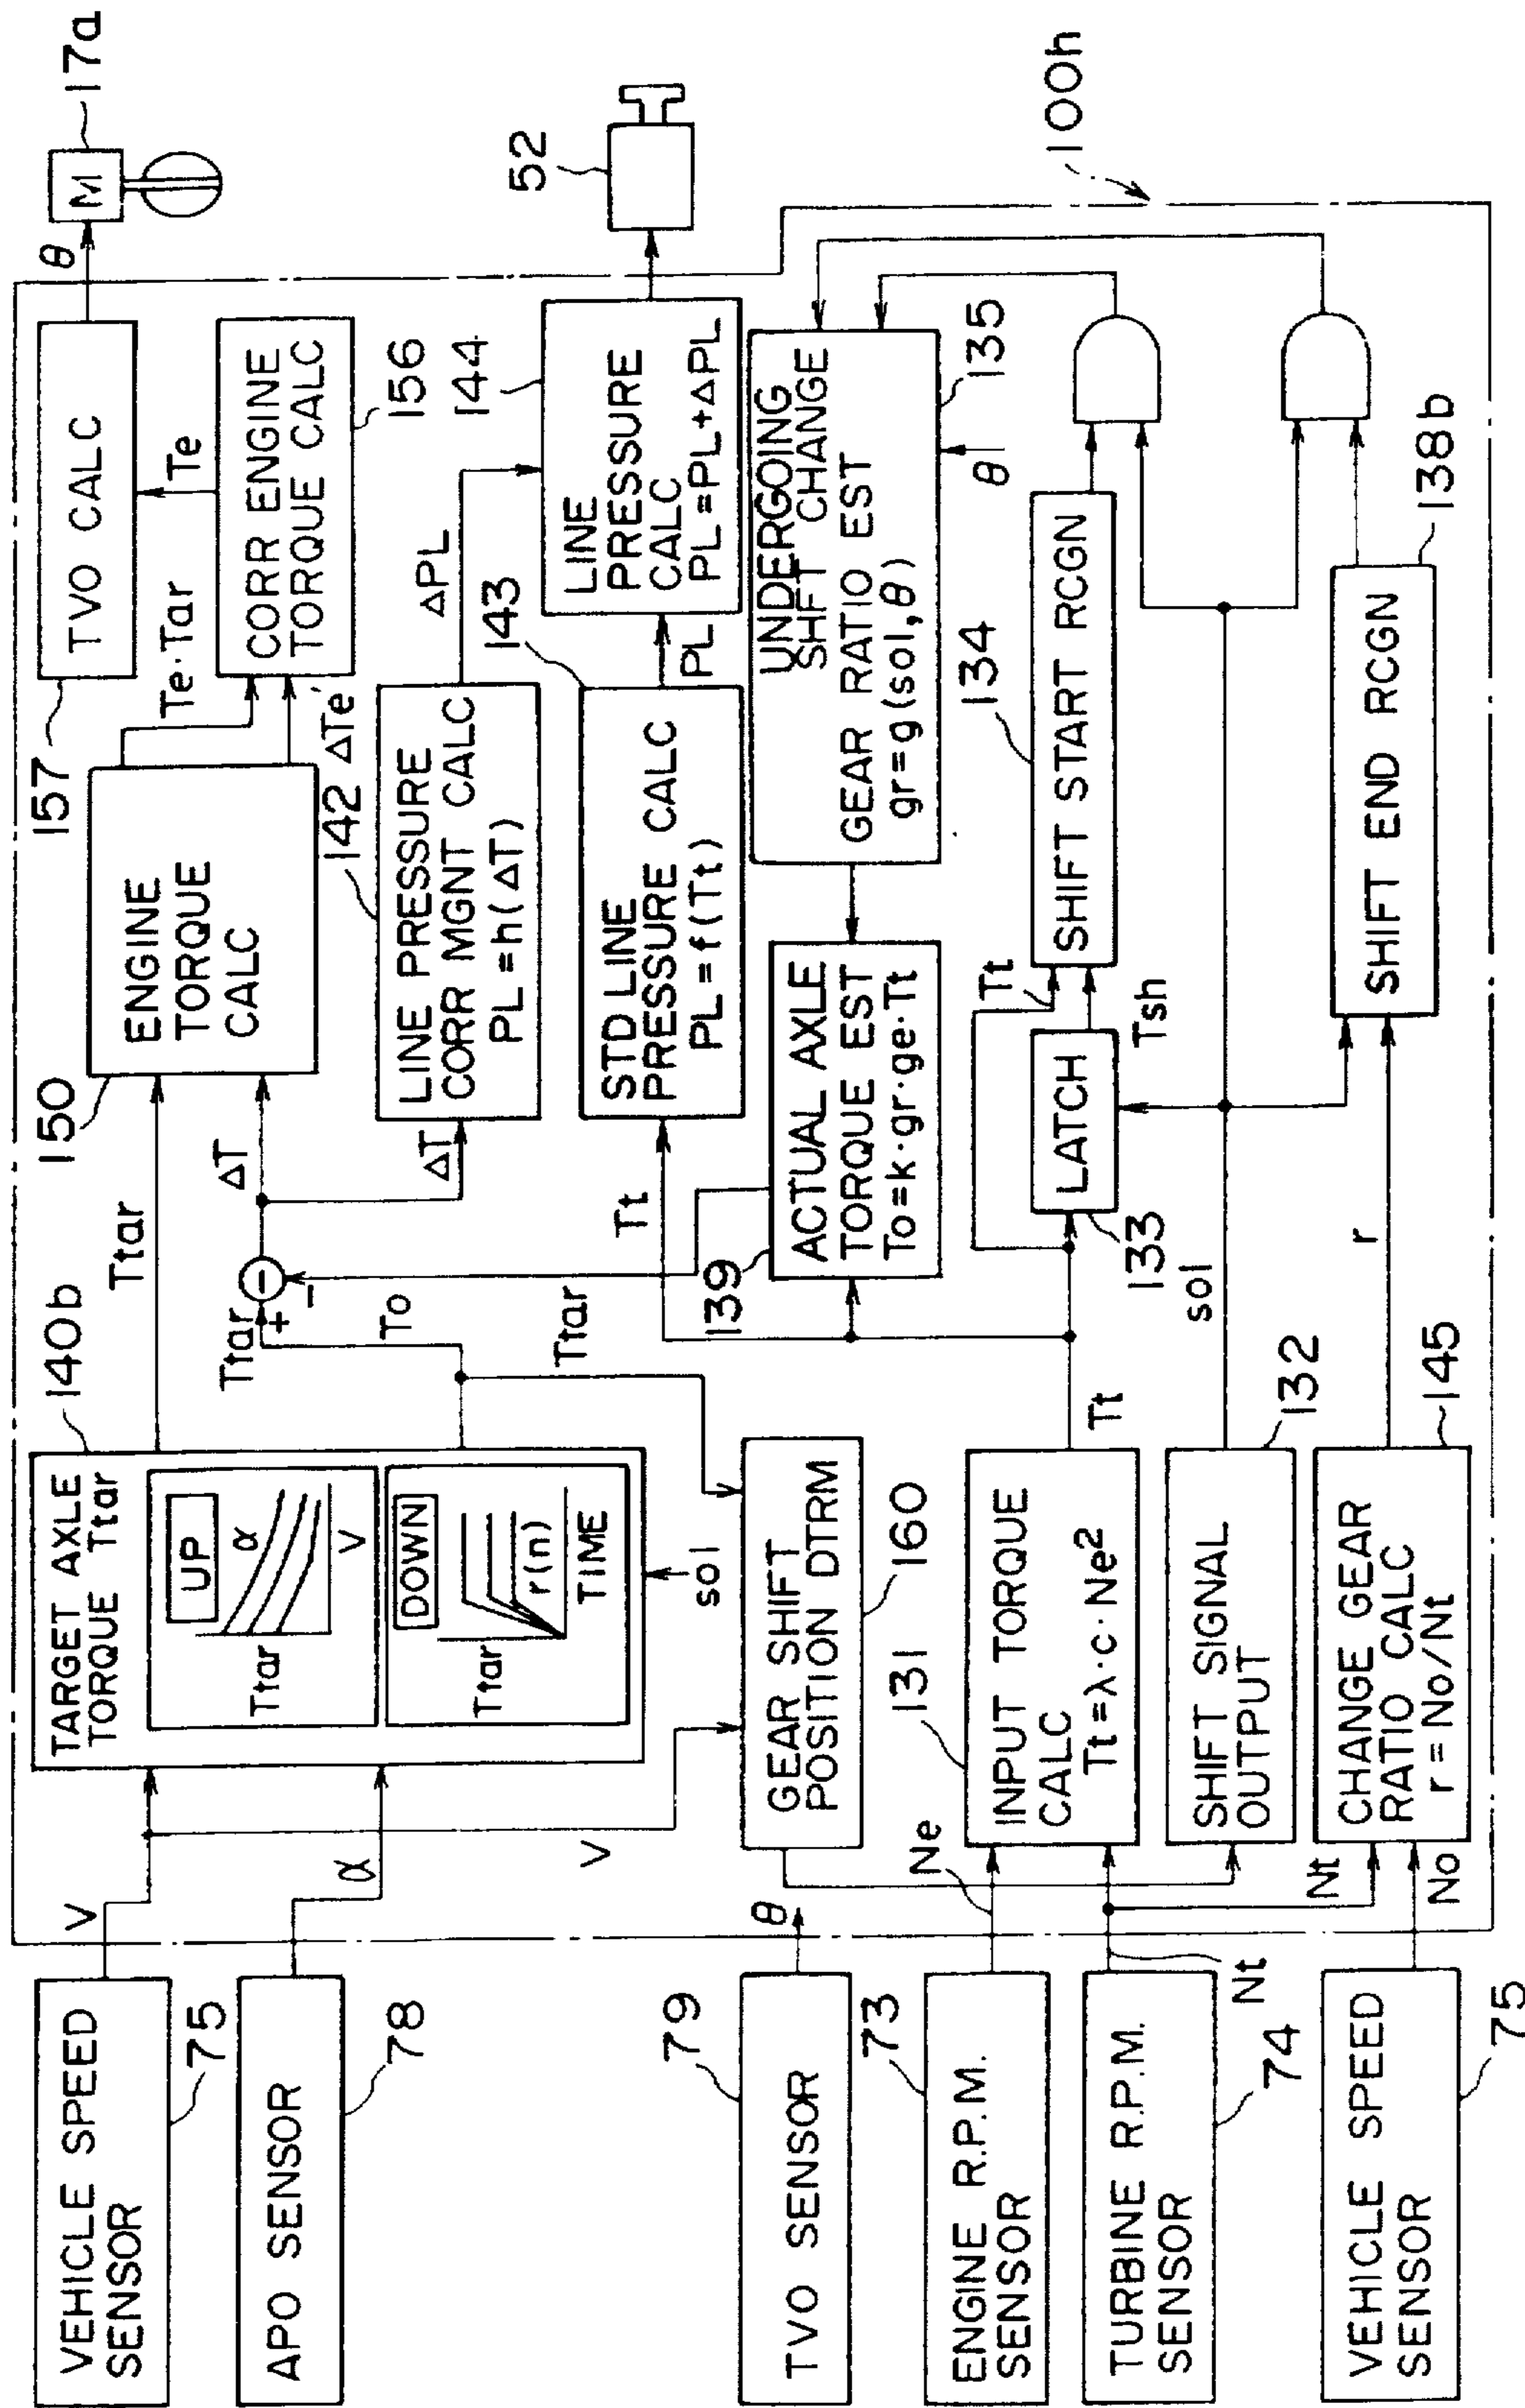 VEHICLE SPEED
SENSOR
75
APO SENSOR
78
TVO SENSOR
79
ENGINE R.P.M.
SENSOR
73
TURBINE R.P.M.
SENSOR
74
VEHICLE SPEED
SENSOR
75
V
α
V
θ
Ne
Nt
Nt
No
TARGET AXLE
TORQUE Ttar
UP
Ttar
α
V
DOWN
Ttar
r(n)
TIME
140b
sol
GEAR SHIFT
POSITION DTRM
160
INPUT TORQUE
CALC
Tt=λ·c·Ne2
131
SHIFT SIGNAL
OUTPUT
132
CHANGE GEAR
RATIO CALC
r=No/Nt
145
Ttar
Ttar
+
-
-
To
Ttar
ΔT
ΔT
Tt
Tt
sol
r
150
ENGINE
TORQUE
CALC
142
LINE PRESSURE
CORR MGNT CALC
PL=h(ΔT)
143
STD LINE
PRESSURE CALC
PL=f(Tt)
139
ACTUAL AXLE
TORQUE EST
To=k·gr·ge·Tt
LATCH
133
Tt
Tsh
134
SHIFT START RCGN
SHIFT END RCGN
138b
Te·Tar
ΔTe
157
TVO CALC
Te
CORR ENGINE
TORQUE CALC
156
ΔPL
PL
LINE
PRESSURE
CALC
PL=PL+ΔPL
144
UNDERGOING
SHFT CHANGE
GEAR RATIO EST
gr=g(sol,θ)
135
θ
θ
M
17a
52
100h